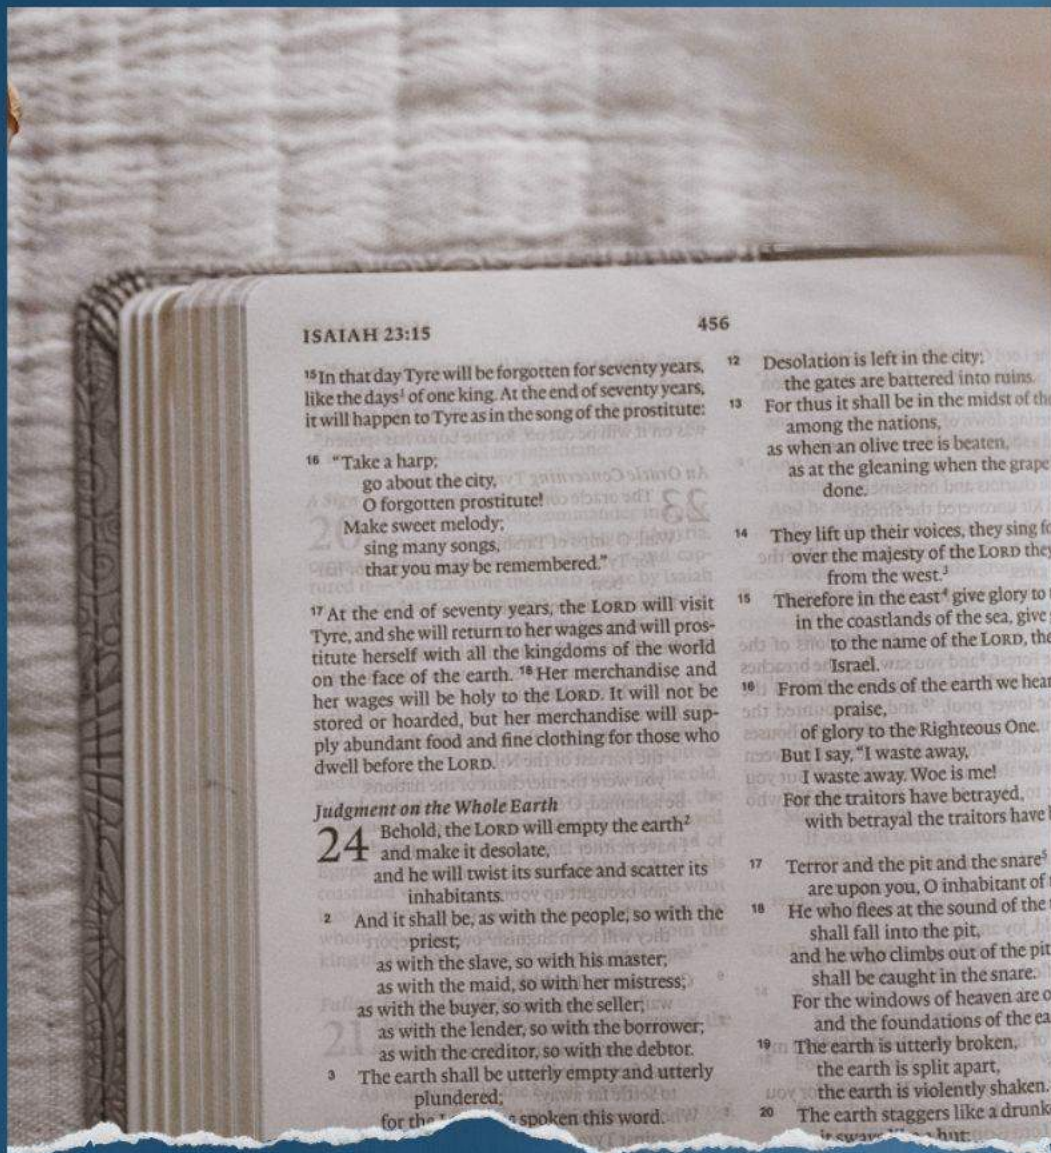 ISAIAH 23:15
456
¹⁵In that day Tyre will be forgotten for seventy years,
like the days¹ of one king. At the end of seventy years,
it will happen to Tyre as in the song of the prostitute:
¹⁶ “Take a harp;
go about the city,
O forgotten prostitute!
Make sweet melody;
sing many songs,
that you may be remembered.”
¹⁷ At the end of seventy years, the LORD will visit
Tyre, and she will return to her wages and will pros-
titute herself with all the kingdoms of the world
on the face of the earth. ¹⁸ Her merchandise and
her wages will be holy to the LORD. It will not be
stored or hoarded, but her merchandise will sup-
ply abundant food and fine clothing for those who
dwell before the LORD.
Judgment on the Whole Earth
24 Behold, the LORD will empty the earth²
and make it desolate,
and he will twist its surface and scatter its
inhabitants.
² And it shall be, as with the people, so with the
priest;
as with the slave, so with his master;
as with the maid, so with her mistress;
as with the buyer, so with the seller;
as with the lender, so with the borrower;
as with the creditor, so with the debtor.
³ The earth shall be utterly empty and utterly
plundered;
for the spoken this word.
¹² Desolation is left in the city;
the gates are battered into ruins.
¹³ For thus it shall be in the midst of the
among the nations,
as when an olive tree is beaten,
as at the gleaning when the grape
done.
¹⁴ They lift up their voices, they sing
over the majesty of the LORD they
from the west.³
¹⁵ Therefore in the east⁴ give glory to
in the coastlands of the sea, give
to the name of the LORD, the
Israel.
¹⁶ From the ends of the earth we hear
praise,
of glory to the Righteous One.
But I say, “I waste away,
I waste away. Woe is me!
For the traitors have betrayed,
with betrayal the traitors have
¹⁷ Terror and the pit and the snare⁵
are upon you, O inhabitant of
¹⁸ He who flees at the sound of the
shall fall into the pit,
and he who climbs out of the pit
shall be caught in the snare.
For the windows of heaven are
and the foundations of the
¹⁹ The earth is utterly broken,
the earth is split apart,
the earth is violently shaken.
²⁰ The earth staggers like a
it sways hut;